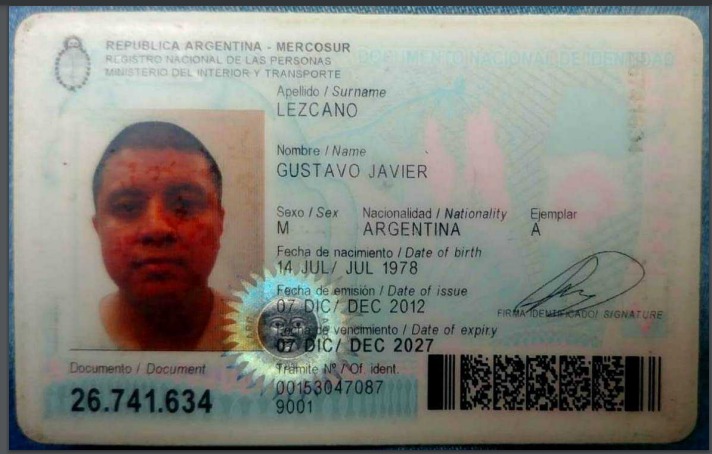 REPUBLICA ARGENTINA - MERCOSUR
REGISTRO NACIONAL DE LAS PERSONAS
MINISTERIO DEL INTERIOR Y TRANSPORTE
DOCUMENTO NACIONAL DE IDENTIDAD
Apellido / Surname
LEZCANO
Nombre / Name
GUSTAVO JAVIER
Sexo / Sex Nacionalidad / Nationality Ejemplar
M ARGENTINA A
Fecha de nacimiento / Date of birth
14 JUL/ JUL 1978
Fecha de emisión / Date of issue
07 DIC/ DEC 2012
FIRMA IDENTIFICADO/ SIGNATURE
Fecha de vencimiento / Date of expiry
07 DIC/ DEC 2027
Documento / Document
26.741.634
Trámite Nº / Of. ident.
00153047087
9001